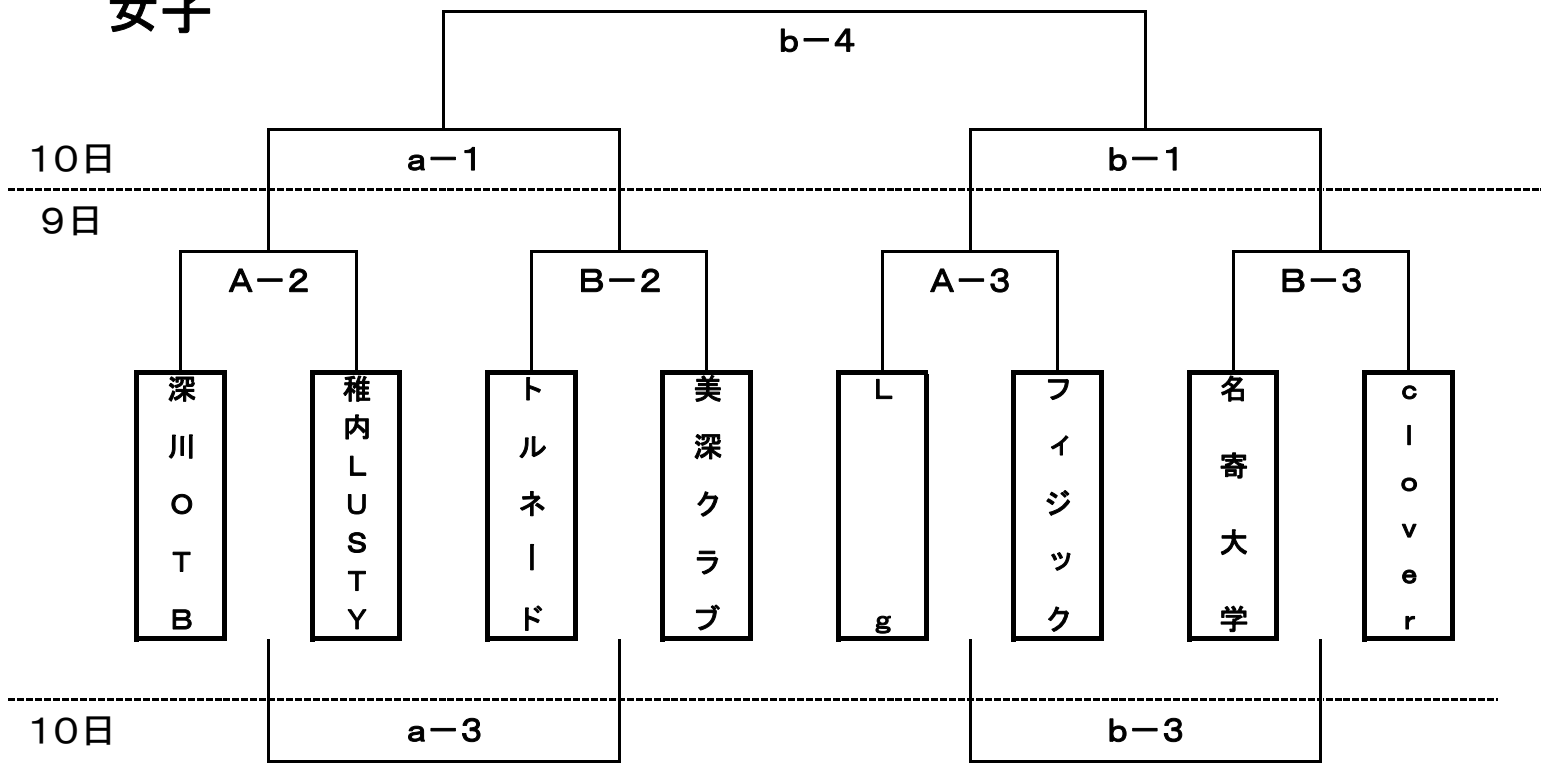 女子
b－4
10日
a－1
b－1
9日
A－2
B－2
A－3
B－3
深川OTB
稚内LUSTY
トルネード
美深クラブ
Lg
フィジック
名寄大学
clover
10日
a－3
b－3